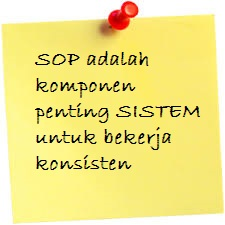 SOP adalah
komponen
penting SISTEM
untuk bekerja
konsisten